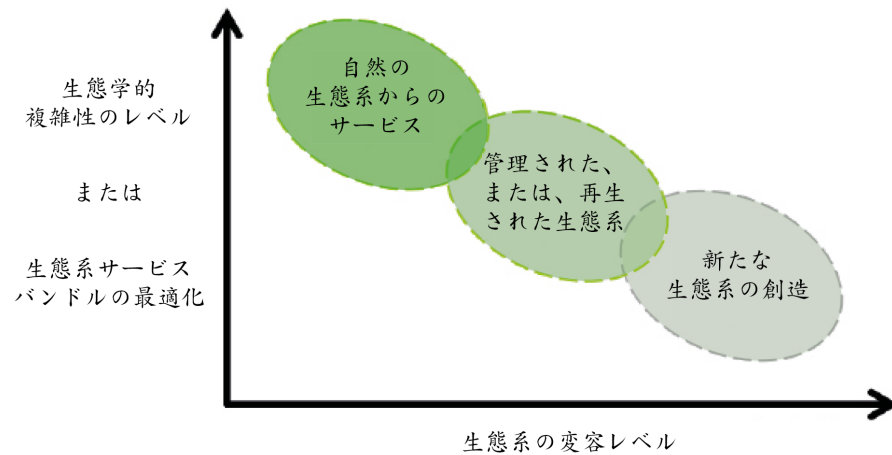 生態学的
複雑性のレベル
または
生態系サービス
バンドルの最適化
自然の
生態系からの
サービス
管理された、
または、再生
された生態系
新たな
生態系の創造
生態系の変容レベル